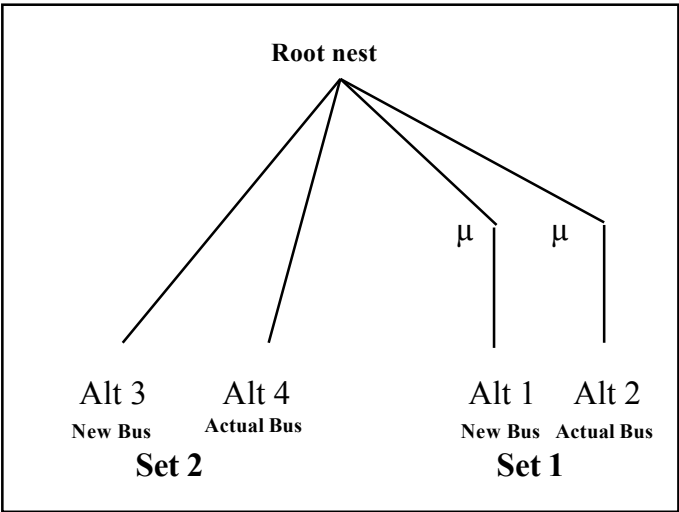 Root nest
μ μ
Alt 3 Alt 4 Alt 1 Alt 2
New Bus Actual Bus New Bus Actual Bus
Set 2 Set 1